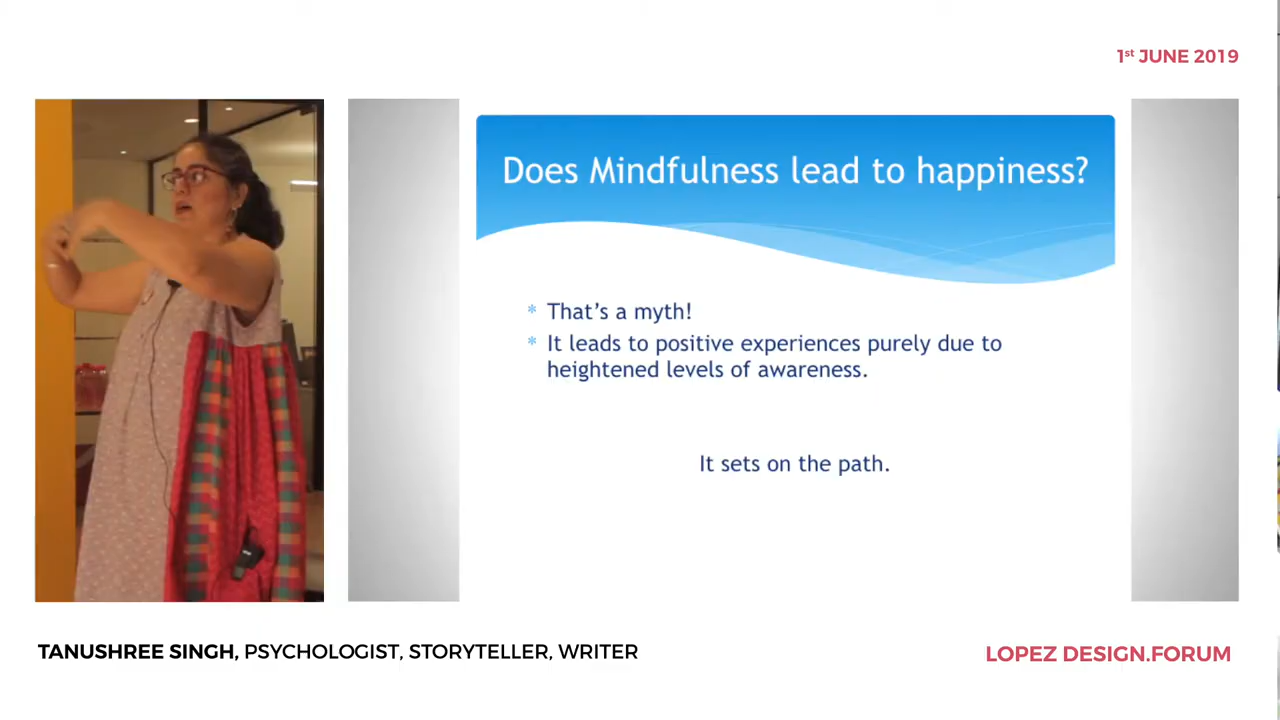 1st JUNE 2019
Does Mindfulness lead to happiness?
* That's a myth!
* It leads to positive experiences purely due to
heightened levels of awareness.
It sets on the path.
TANUSHREE SINGH, PSYCHOLOGIST, STORYTELLER, WRITER
LOPEZ DESIGN.FORUM